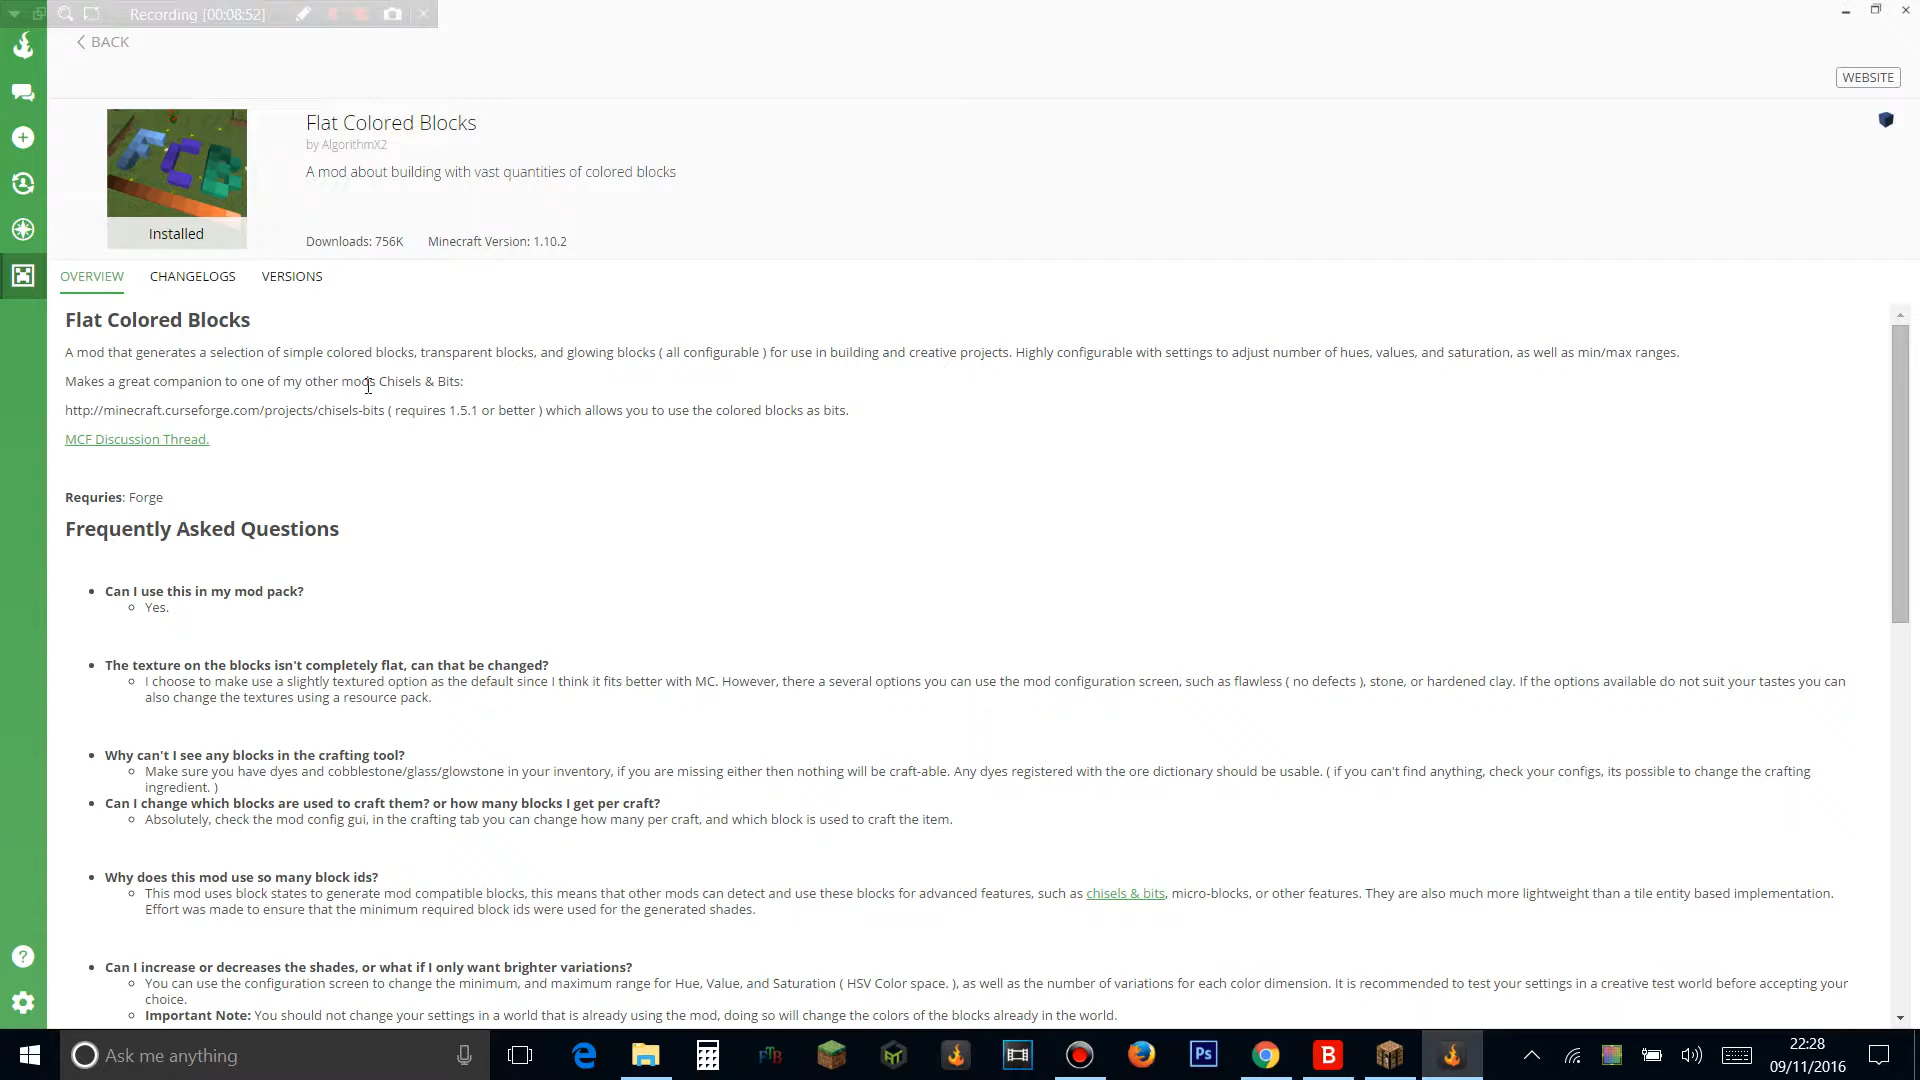 Recording [00:08:52]
BACK
WEBSITE
Flat Colored Blocks
by AlgorithmX2
A mod about building with vast quantities of colored blocks
Installed
Downloads: 756K Minecraft Version: 1.10.2
OVERVIEW CHANGELOGS VERSIONS
Flat Colored Blocks
A mod that generates a selection of simple colored blocks, transparent blocks, and glowing blocks ( all configurable ) for use in building and creative projects. Highly configurable with settings to adjust number of hues, values, and saturation, as well as min/max ranges.
Makes a great companion to one of my other mods Chisels & Bits:
http://minecraft.curseforge.com/projects/chisels-bits ( requires 1.5.1 or better ) which allows you to use the colored blocks as bits.
MCF Discussion Thread.
Requries: Forge
Frequently Asked Questions
Can I use this in my mod pack?
Yes.
The texture on the blocks isn't completely flat, can that be changed?
I choose to make use a slightly textured option as the default since I think it fits better with MC. However, there a several options you can use the mod configuration screen, such as flawless ( no defects ), stone, or hardened clay. If the options available do not suit your tastes you can
also change the textures using a resource pack.
Why can't I see any blocks in the crafting tool?
Make sure you have dyes and cobblestone/glass/glowstone in your inventory, if you are missing either then nothing will be craft-able. Any dyes registered with the ore dictionary should be usable. ( if you can't find anything, check your configs, its possible to change the crafting
ingredient. )
Can I change which blocks are used to craft them? or how many blocks I get per craft?
Absolutely, check the mod config gui, in the crafting tab you can change how many per craft, and which block is used to craft the item.
Why does this mod use so many block ids?
This mod uses block states to generate mod compatible blocks, this means that other mods can detect and use these blocks for advanced features, such as chisels & bits, micro-blocks, or other features. They are also much more lightweight than a tile entity based implementation.
Effort was made to ensure that the minimum required block ids were used for the generated shades.
Can I increase or decreases the shades, or what if I only want brighter variations?
You can use the configuration screen to change the minimum, and maximum range for Hue, Value, and Saturation ( HSV Color space. ), as well as the number of variations for each color dimension. It is recommended to test your settings in a creative test world before accepting your
choice.
Important Note: You should not change your settings in a world that is already using the mod, doing so will change the colors of the blocks already in the world.
Ask me anything
FTB
Ps
B
22:28
09/11/2016